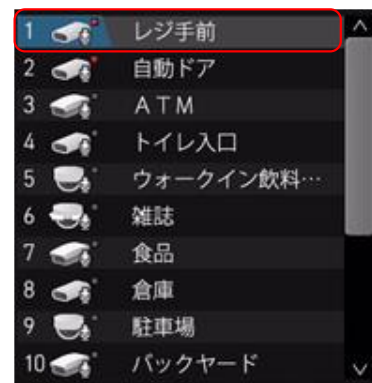 1 レジ手前
2 自動ドア
3 ATM
4 トイレ入口
5 ウォークイン飲料…
6 雑誌
7 食品
8 倉庫
9 駐車場
10 バックヤード